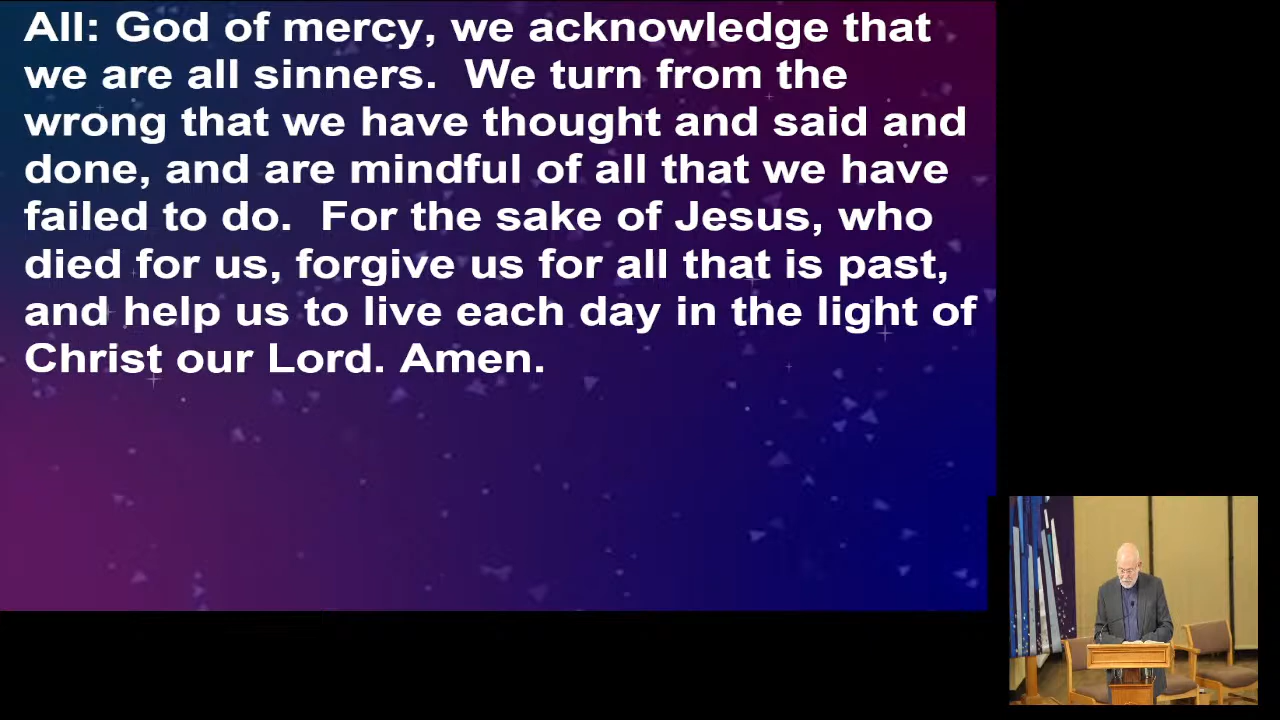 All: God of mercy, we acknowledge that
we are all sinners.  We turn from the
wrong that we have thought and said and
done, and are mindful of all that we have
failed to do.  For the sake of Jesus, who
died for us, forgive us for all that is past,
and help us to live each day in the light of
Christ our Lord. Amen.